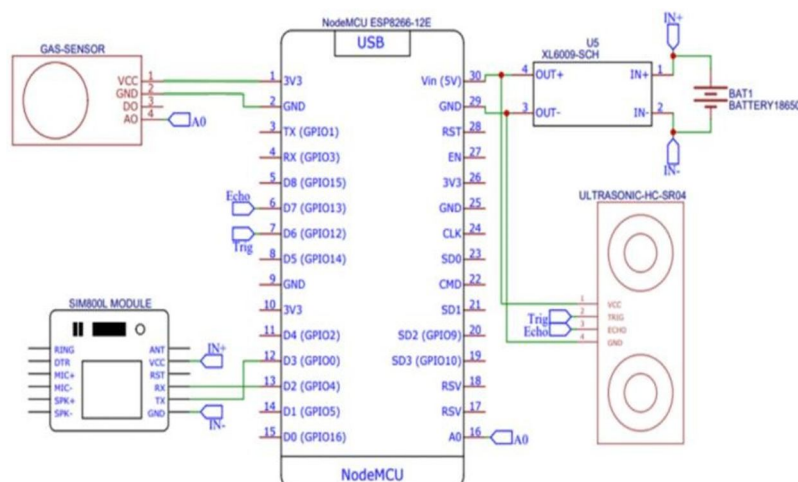 NodeMCU ESP8266-12E
USB
GAS-SENSOR
VCC 1
GND 2
DO 3
AO 4
A0
1 3V3
2 GND
3 TX (GPIO1)
4 RX (GPIO3)
5 D8 (GPIO15)
Echo
6 D7 (GPIO13)
7 D6 (GPIO12)
Trig
8 D5 (GPIO14)
9 GND
10 3V3
11 D4 (GPIO2)
12 D3 (GPIO0)
13 D2 (GPIO4)
14 D1 (GPIO5)
15 D0 (GPIO16)
Vin (5V) 30
GND 29
RST 28
EN 27
3V3 26
GND 25
CLK 24
SD0 23
CMD 22
SD1 21
SD2 (GPIO9) 20
SD3 (GPIO10) 19
RSV 18
RSV 17
A0 16
A0
NodeMCU
U5
XL6009-SCH
4 OUT+
IN+ 1
3 OUT-
IN- 2
IN+
IN-
BAT1
BATTERY18650
ULTRASONIC-HC-SR04
1 VCC
Trig 2 TRIG
Echo 3 ECHO
4 GND
SIM800L MODULE
RING
DTR
MIC+
MIC-
SPK+
SPK-
ANT
VCC
RST
RX
TX
GND
IN+
IN-